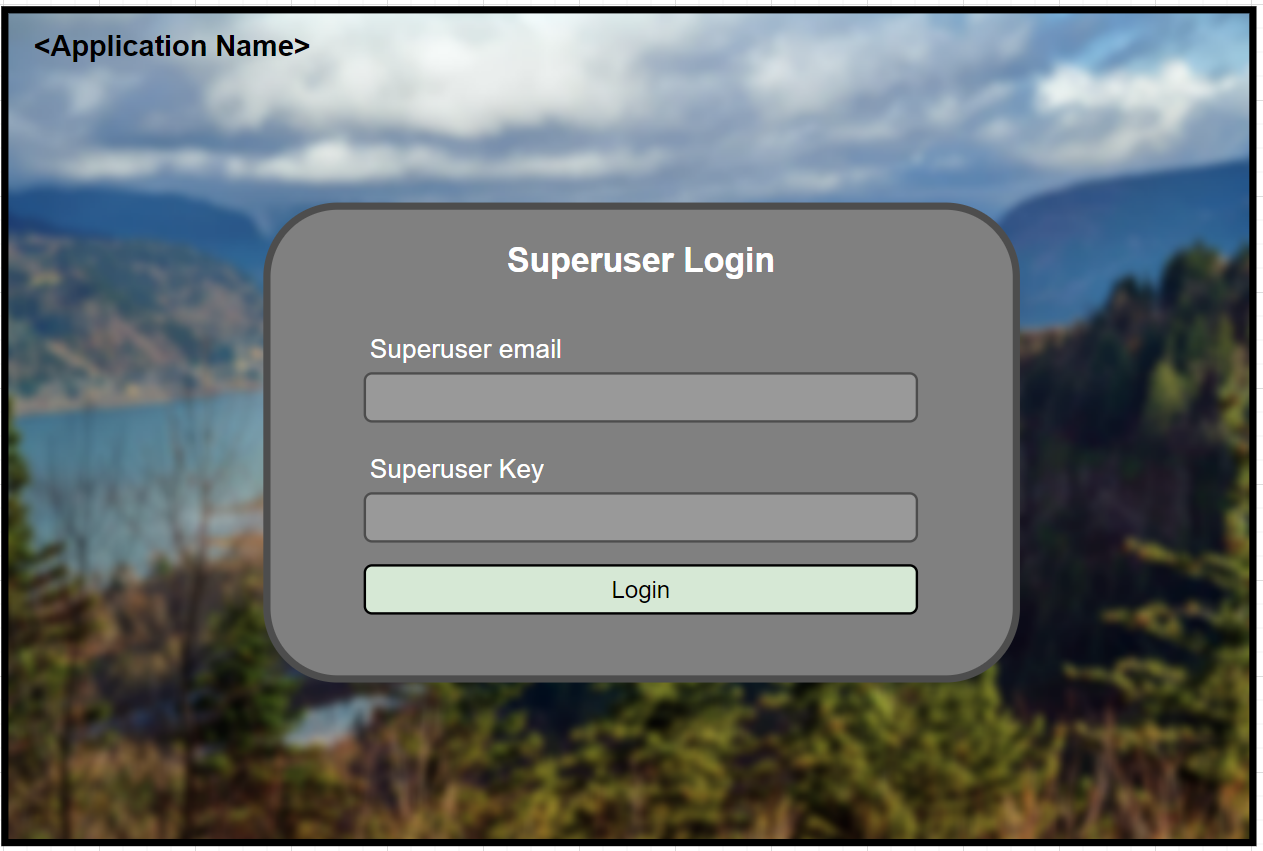 <Application Name>
Superuser Login
Superuser email
Superuser Key
Login